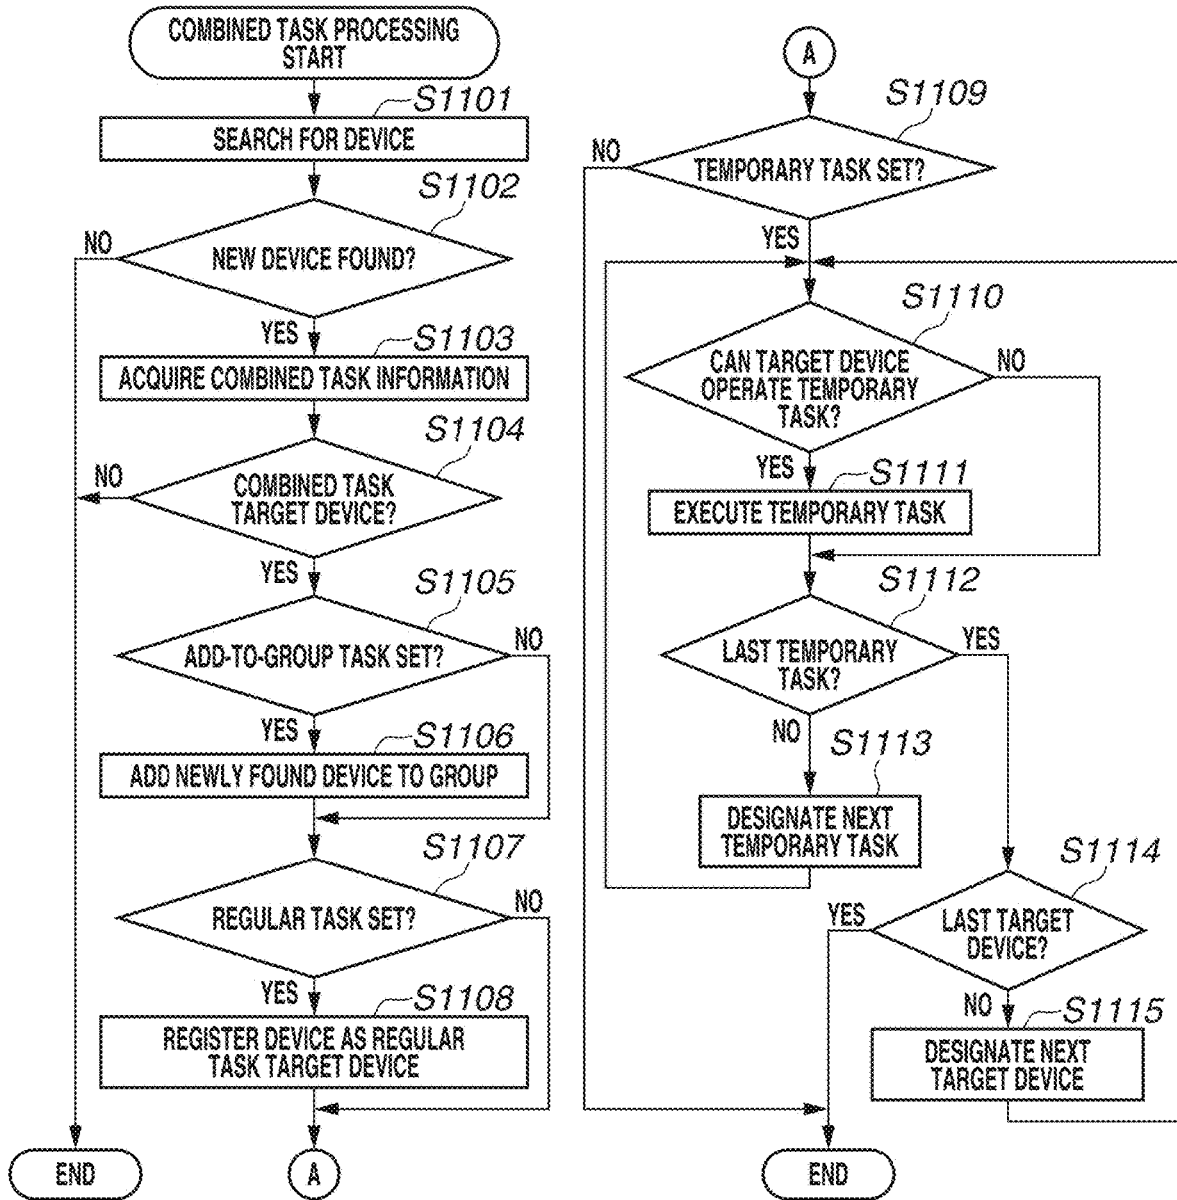 COMBINED TASK PROCESSING
START
S1101
SEARCH FOR DEVICE
S1102
NEW DEVICE FOUND?
NO
YES
S1103
ACQUIRE COMBINED TASK INFORMATION
S1104
COMBINED TASK
TARGET DEVICE?
NO
YES
S1105
ADD-TO-GROUP TASK SET?
NO
YES
S1106
ADD NEWLY FOUND DEVICE TO GROUP
S1107
REGULAR TASK SET?
NO
YES
S1108
REGISTER DEVICE AS REGULAR
TASK TARGET DEVICE
END
A
A
S1109
TEMPORARY TASK SET?
NO
YES
S1110
CAN TARGET DEVICE
OPERATE TEMPORARY
TASK?
NO
YES
S1111
EXECUTE TEMPORARY TASK
S1112
LAST TEMPORARY
TASK?
YES
NO
S1113
DESIGNATE NEXT
TEMPORARY TASK
S1114
LAST TARGET
DEVICE?
YES
NO
S1115
DESIGNATE NEXT
TARGET DEVICE
END